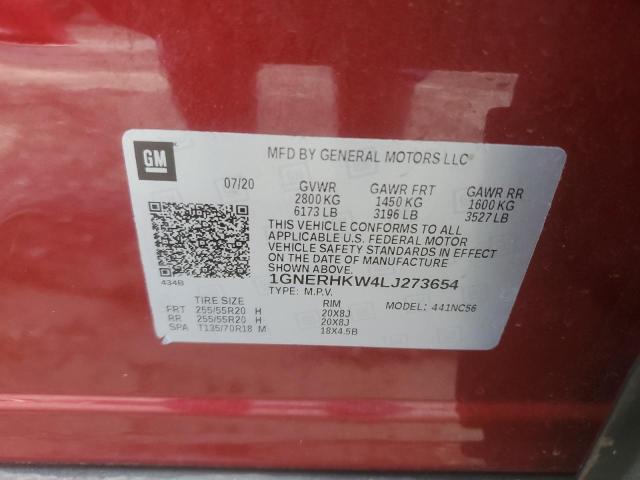 GM
MFD BY GENERAL MOTORS LLC
07/20 GVWR GAWR FRT GAWR RR
2800 KG 1450 KG 1600 KG
6173 LB 3196 LB 3527 LB
THIS VEHICLE CONFORMS TO ALL
APPLICABLE U.S. FEDERAL MOTOR
VEHICLE SAFETY STANDARDS IN EFFECT
ON THE DATE OF MANUFACTURE
SHOWN ABOVE.
434B
1GNERHKW4LJ273654
TYPE: M.P.V. MODEL: 441NC56
TIRE SIZE RIM
FRT 255/55R20 H 20X8J
RR 255/55R20 H 20X8J
SPA T135/70R18 M 18X4.5B